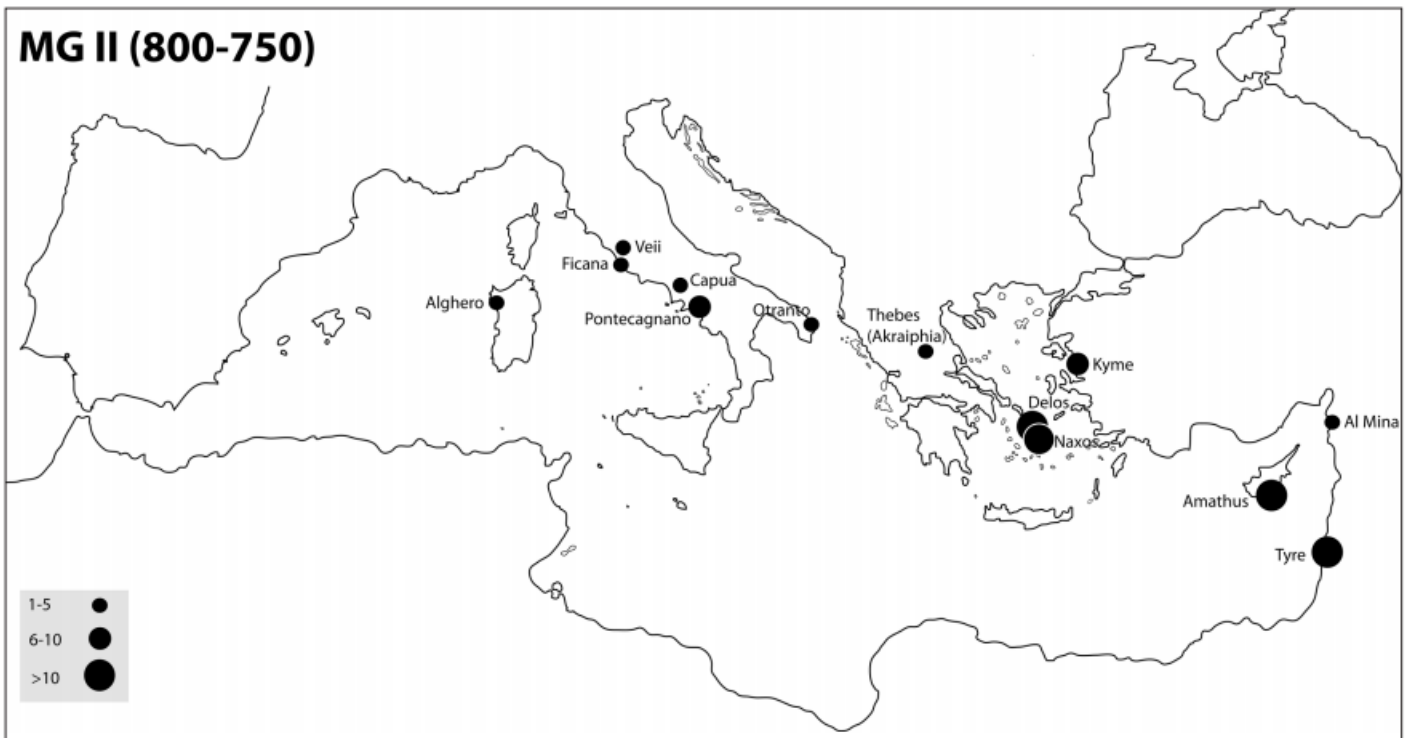 MG II (800-750)
Veii
Ficana
Capua
Alghero
Pontecagnano
Otranto
Thebes
(Akraiphia)
Kyme
Delos
Naxos
Al Mina
Amathus
Tyre
1-5
6-10
>10